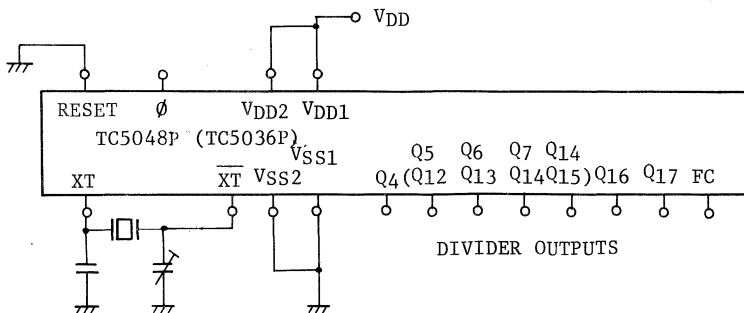 VDD
RESET φ VDD2 VDD1
TC5048P (TC5036P)
VSS1
Q5 Q6 Q7 Q14
XT X̅T̅ VSS2 Q4 (Q12 Q13 Q14 Q15) Q16 Q17 FC
DIVIDER OUTPUTS